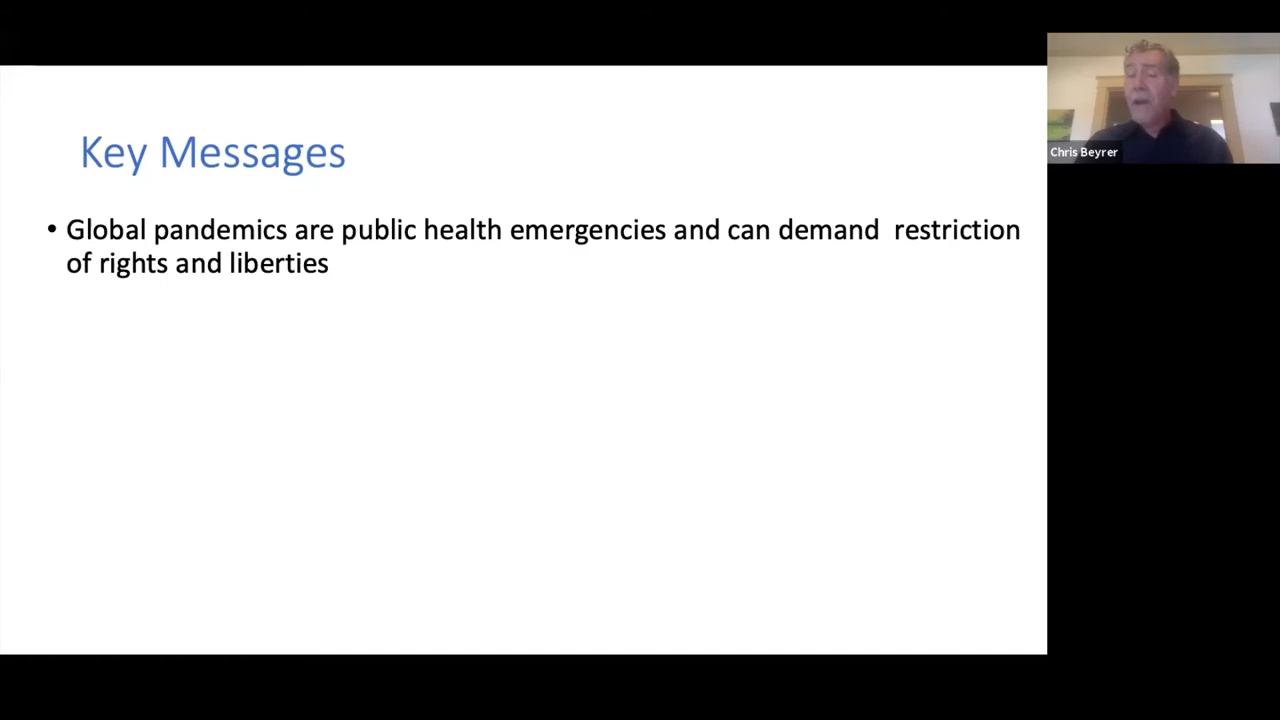 Key Messages
• Global pandemics are public health emergencies and can demand  restriction
of rights and liberties
Chris Beyrer